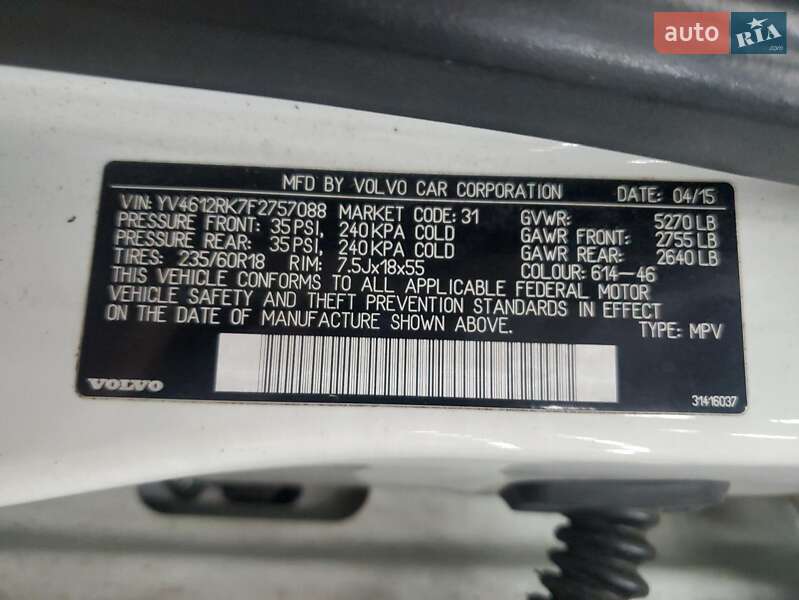 auto RIA .com
MFD BY VOLVO CAR CORPORATION DATE: 04/15
VIN: YV4612RK7F2757088 MARKET CODE: 31 GVWR: 5270 LB
PRESSURE FRONT: 35 PSI, 240 KPA COLD GAWR FRONT: 2755 LB
PRESSURE REAR: 35 PSI, 240 KPA COLD GAWR REAR: 2640 LB
TIRES: 235/60R18 RIM: 7.5Jx18x55 COLOUR: 614-46
THIS VEHICLE CONFORMS TO ALL APPLICABLE FEDERAL MOTOR
VEHICLE SAFETY AND THEFT PREVENTION STANDARDS IN EFFECT
ON THE DATE OF MANUFACTURE SHOWN ABOVE. TYPE: MPV
VOLVO 31416037